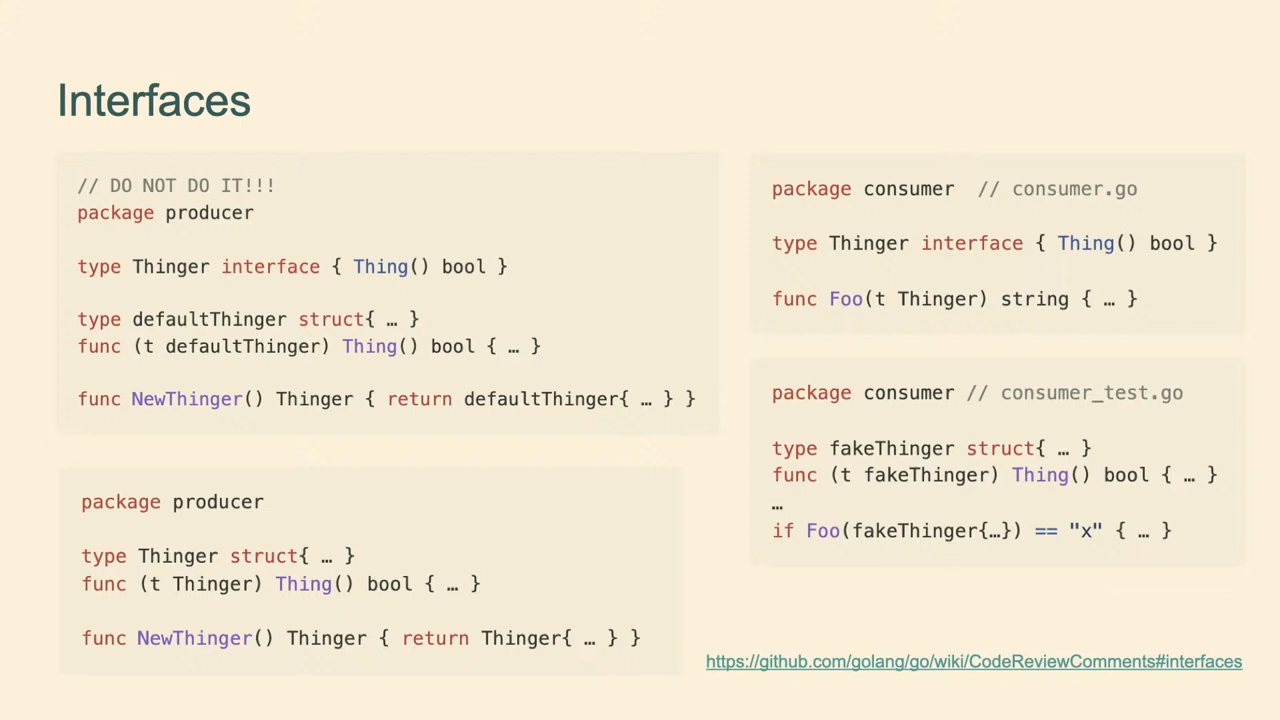 Interfaces
// DO NOT DO IT!!!
package producer
type Thinger interface { Thing() bool }
type defaultThinger struct{ … }
func (t defaultThinger) Thing() bool { … }
func NewThinger() Thinger { return defaultThinger{ … } }
package producer
type Thinger struct{ … }
func (t Thinger) Thing() bool { … }
func NewThinger() Thinger { return Thinger{ … } }
package consumer  // consumer.go
type Thinger interface { Thing() bool }
func Foo(t Thinger) string { … }
package consumer // consumer_test.go
type fakeThinger struct{ … }
func (t fakeThinger) Thing() bool { … }
…
if Foo(fakeThinger{…}) == "x" { … }
https://github.com/golang/go/wiki/CodeReviewComments#interfaces